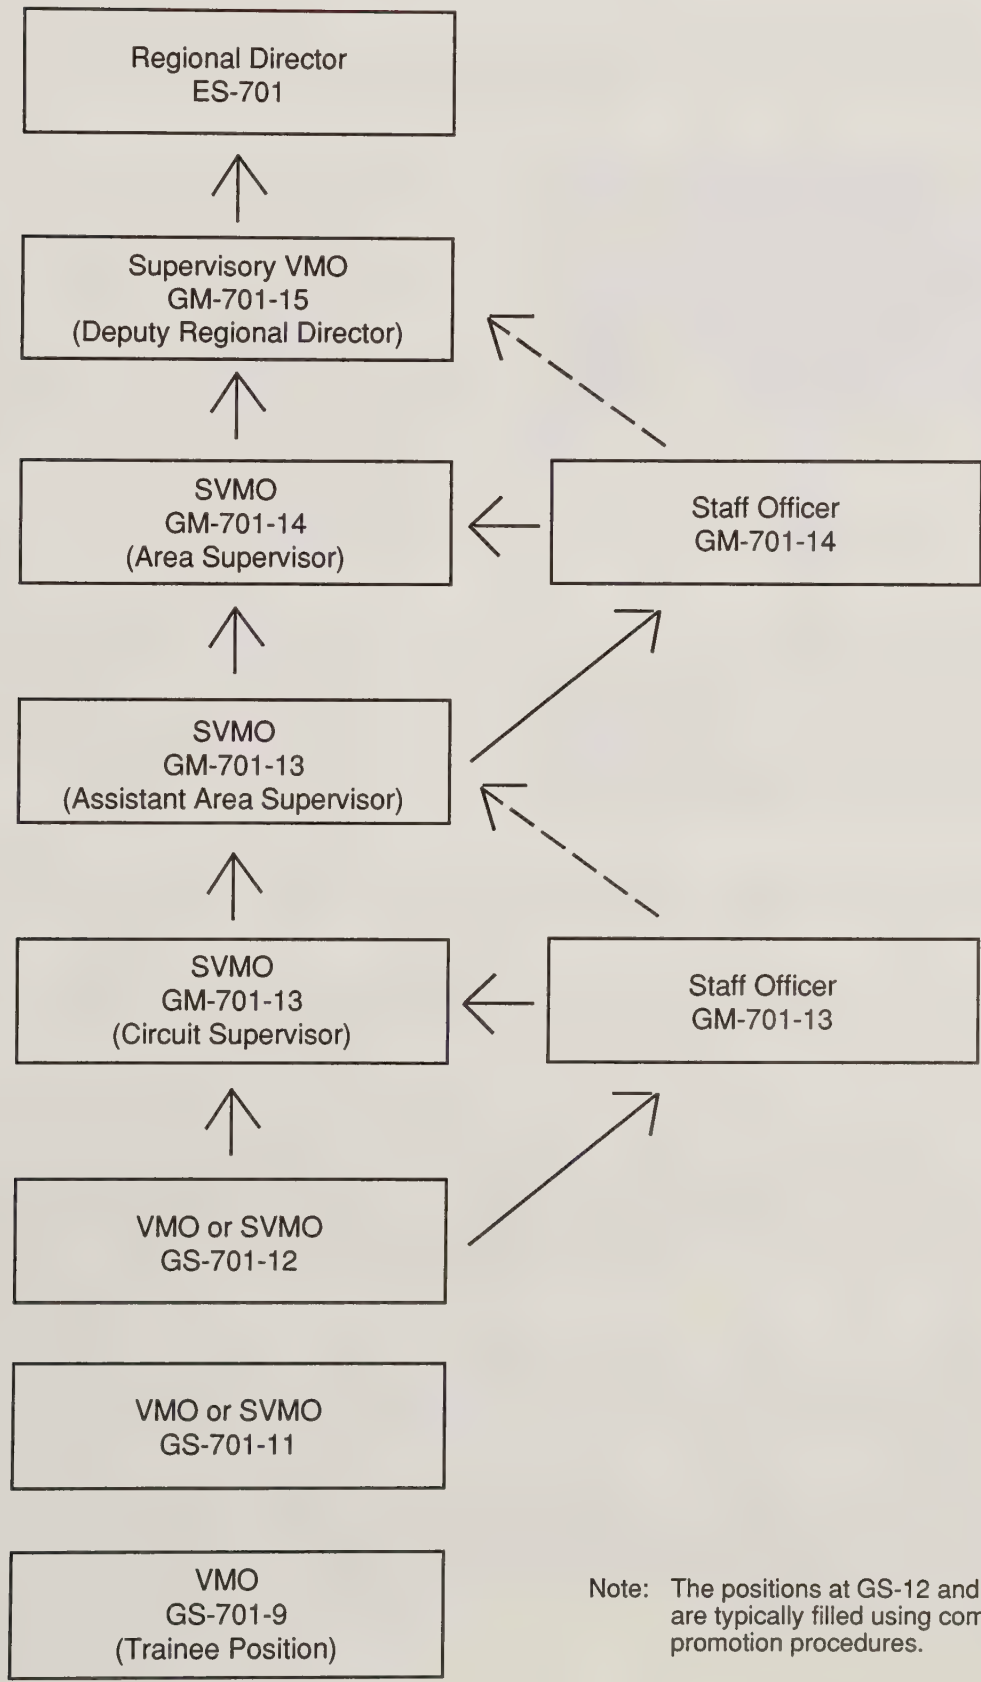 Regional Director
ES-701
Supervisory VMO
GM-701-15
(Deputy Regional Director)
SVMO
GM-701-14
(Area Supervisor)
Staff Officer
GM-701-14
SVMO
GM-701-13
(Assistant Area Supervisor)
SVMO
GM-701-13
(Circuit Supervisor)
Staff Officer
GM-701-13
VMO or SVMO
GS-701-12
VMO or SVMO
GS-701-11
VMO
GS-701-9
(Trainee Position)
Note: The positions at GS-12 and
are typically filled using
promotion procedures.